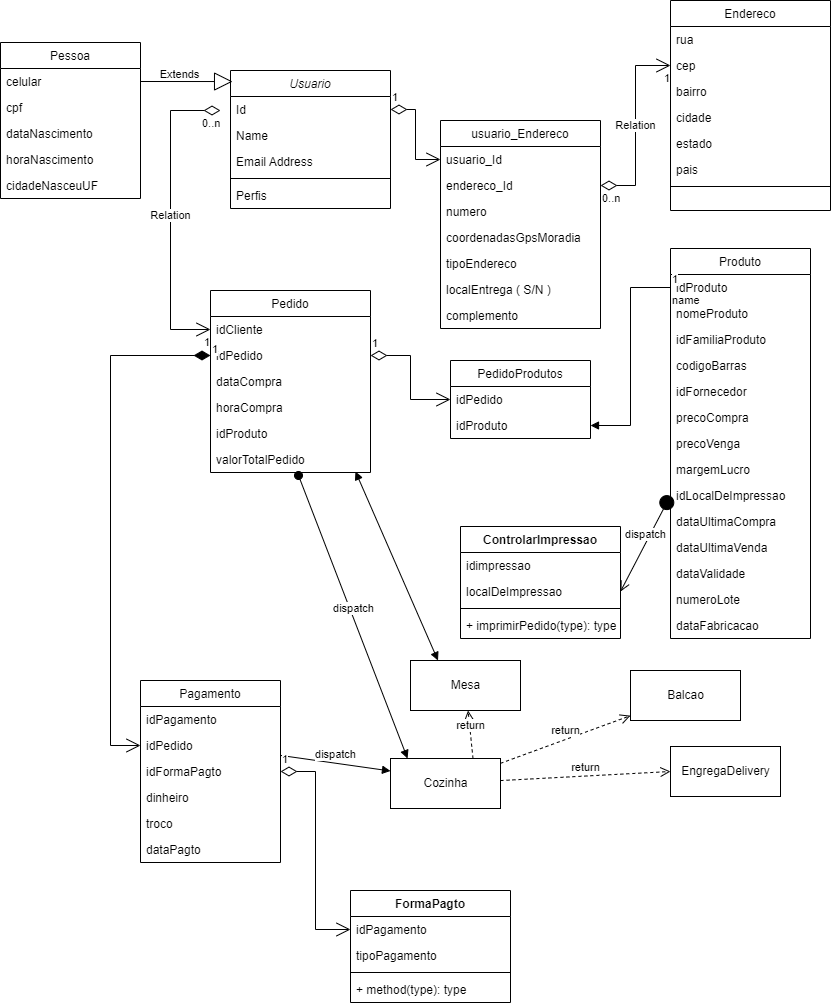 Pessoa
celular
cpf
dataNascimento
horaNascimento
cidadeNasceuUF
Extends
Usuario
Id
Name
Email Address
Perfis
0..n
Relation
1
usuario_Endereco
usuario_Id
endereco_Id
numero
coordenadasGpsMoradia
tipoEndereco
localEntrega ( S/N )
complemento
0..n
Relation
1
Endereco
rua
cep
bairro
cidade
estado
pais
Pedido
idCliente
idPedido
dataCompra
horaCompra
idProduto
valorTotalPedido
1
1
1
PedidoProdutos
idPedido
idProduto
Produto
1
idProduto
name
nomeProduto
idFamiliaProduto
codigoBarras
idFornecedor
precoCompra
precoVenga
margemLucro
idLocalDeImpressao
dataUltimaCompra
dataUltimaVenda
dataValidade
numeroLote
dataFabricacao
dispatch
ControlarImpressao
idimpressao
localDeImpressao
+ imprimirPedido(type): type
dispatch
Mesa
return
Balcao
return
Pagamento
idPagamento
idPedido
idFormaPagto
dinheiro
troco
dataPagto
1
dispatch
Cozinha
return
EngregaDelivery
FormaPagto
idPagamento
tipoPagamento
+ method(type): type